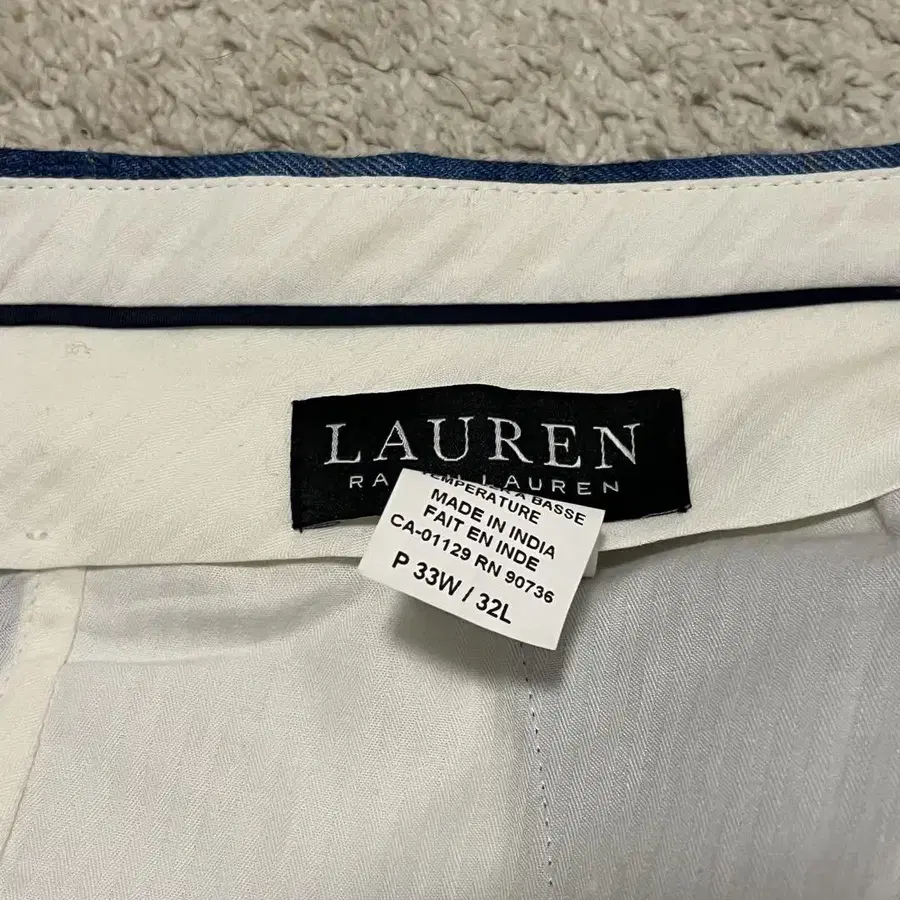 LAUREN
RA LAUREN
A BASSE
TEMPERATURE
MADE IN INDIA
FAIT EN INDE
CA-01129 RN 90736
P 33W / 32L